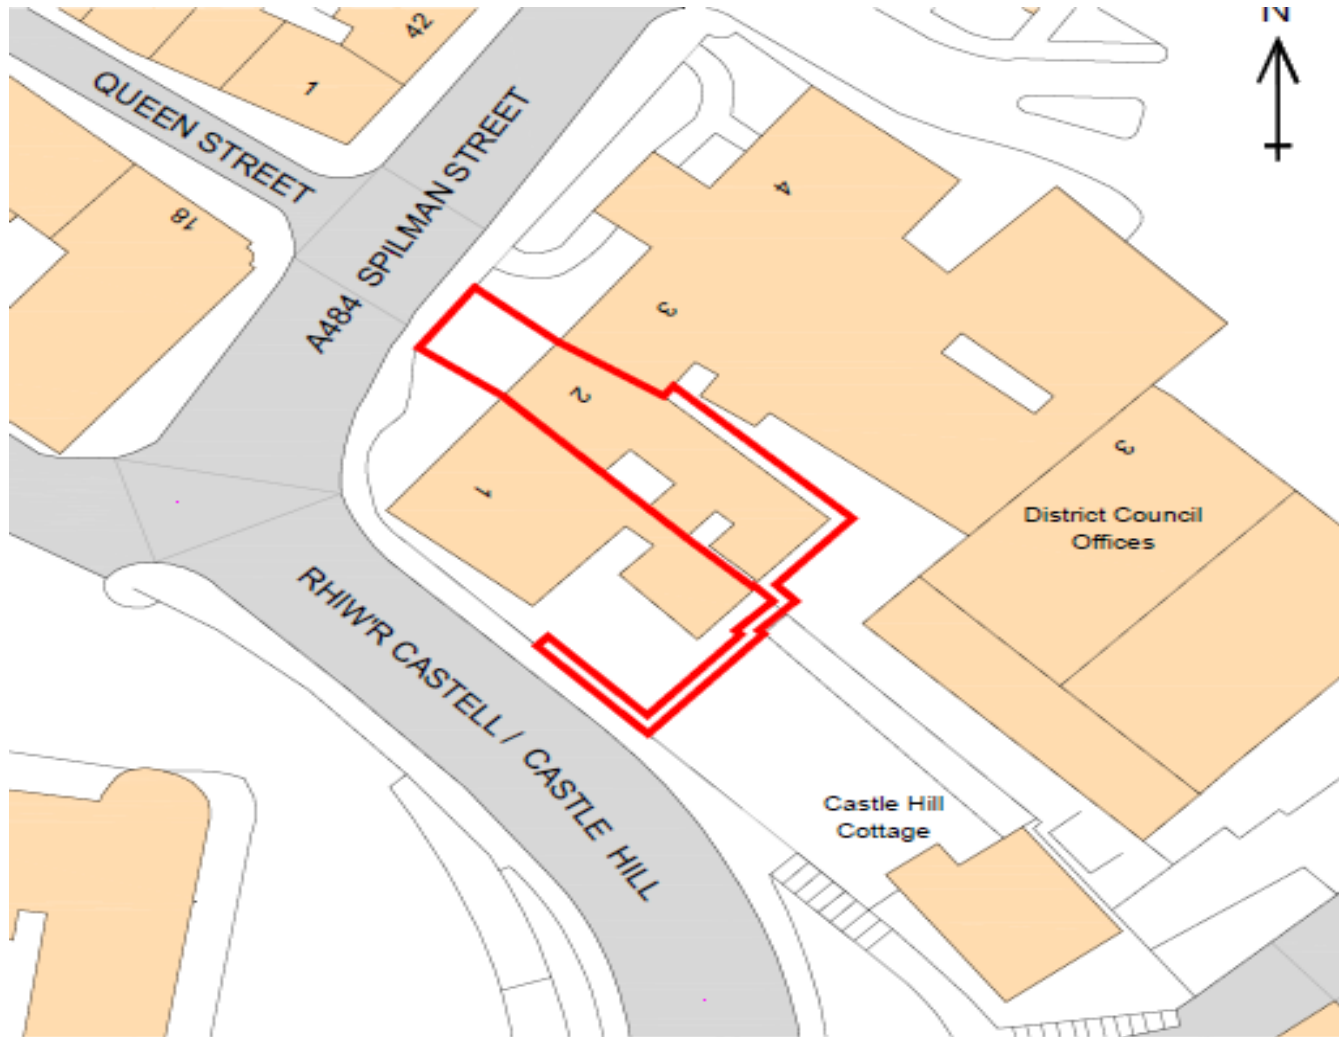 N
42
1
QUEEN STREET
18
A484 SPILMAN STREET
4
3
2
1
3
District Council
Offices
RHIW'R CASTELL / CASTLE HILL
Castle Hill
Cottage